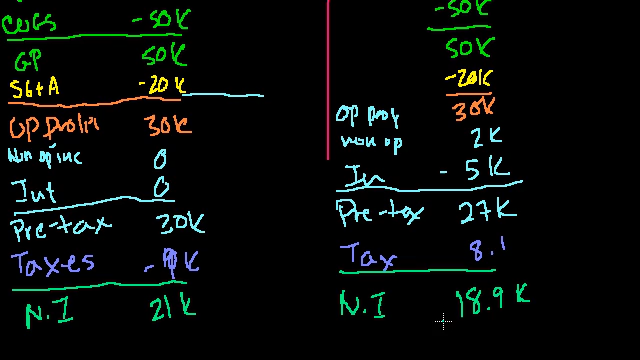 COGS -50K
GP 50K
SG+A -20K
OP Profit 30K
Non op inc 0
Int 0
Pre-tax 30K
Taxes -9K
N.I 21K
-50K
50K
-20K
30K
OP prof
non op 2K
In - 5K
Pre-tax 27K
Tax 8.1
N.I 18.9K